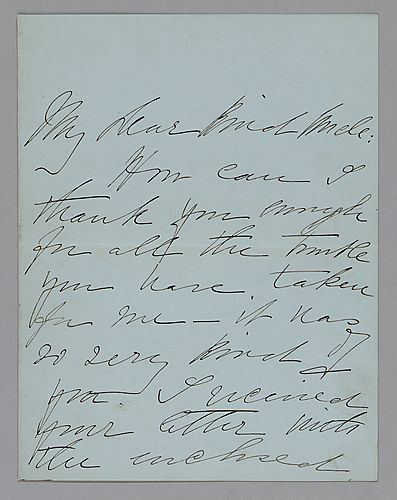 My dear kind Uncle:
— How can I
thank you enough
for all the trouble
you have taken
for me — it was
so very kind of
you. I received
your letter with
the enclosed